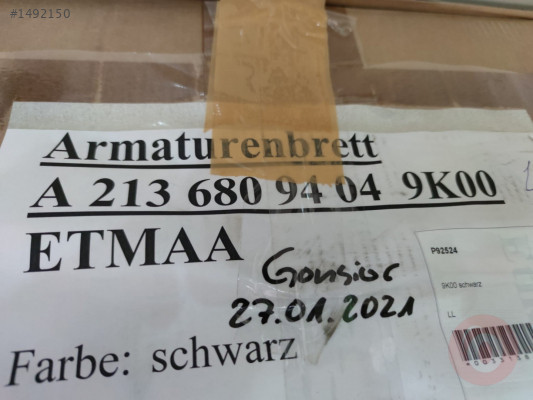 #1492150
Armaturenbrett
A 213 680 94 04 9K00
ETMAA
Gonsior
27.01.2021
P92524
9K00 schwarz
LL
Farbe: schwarz